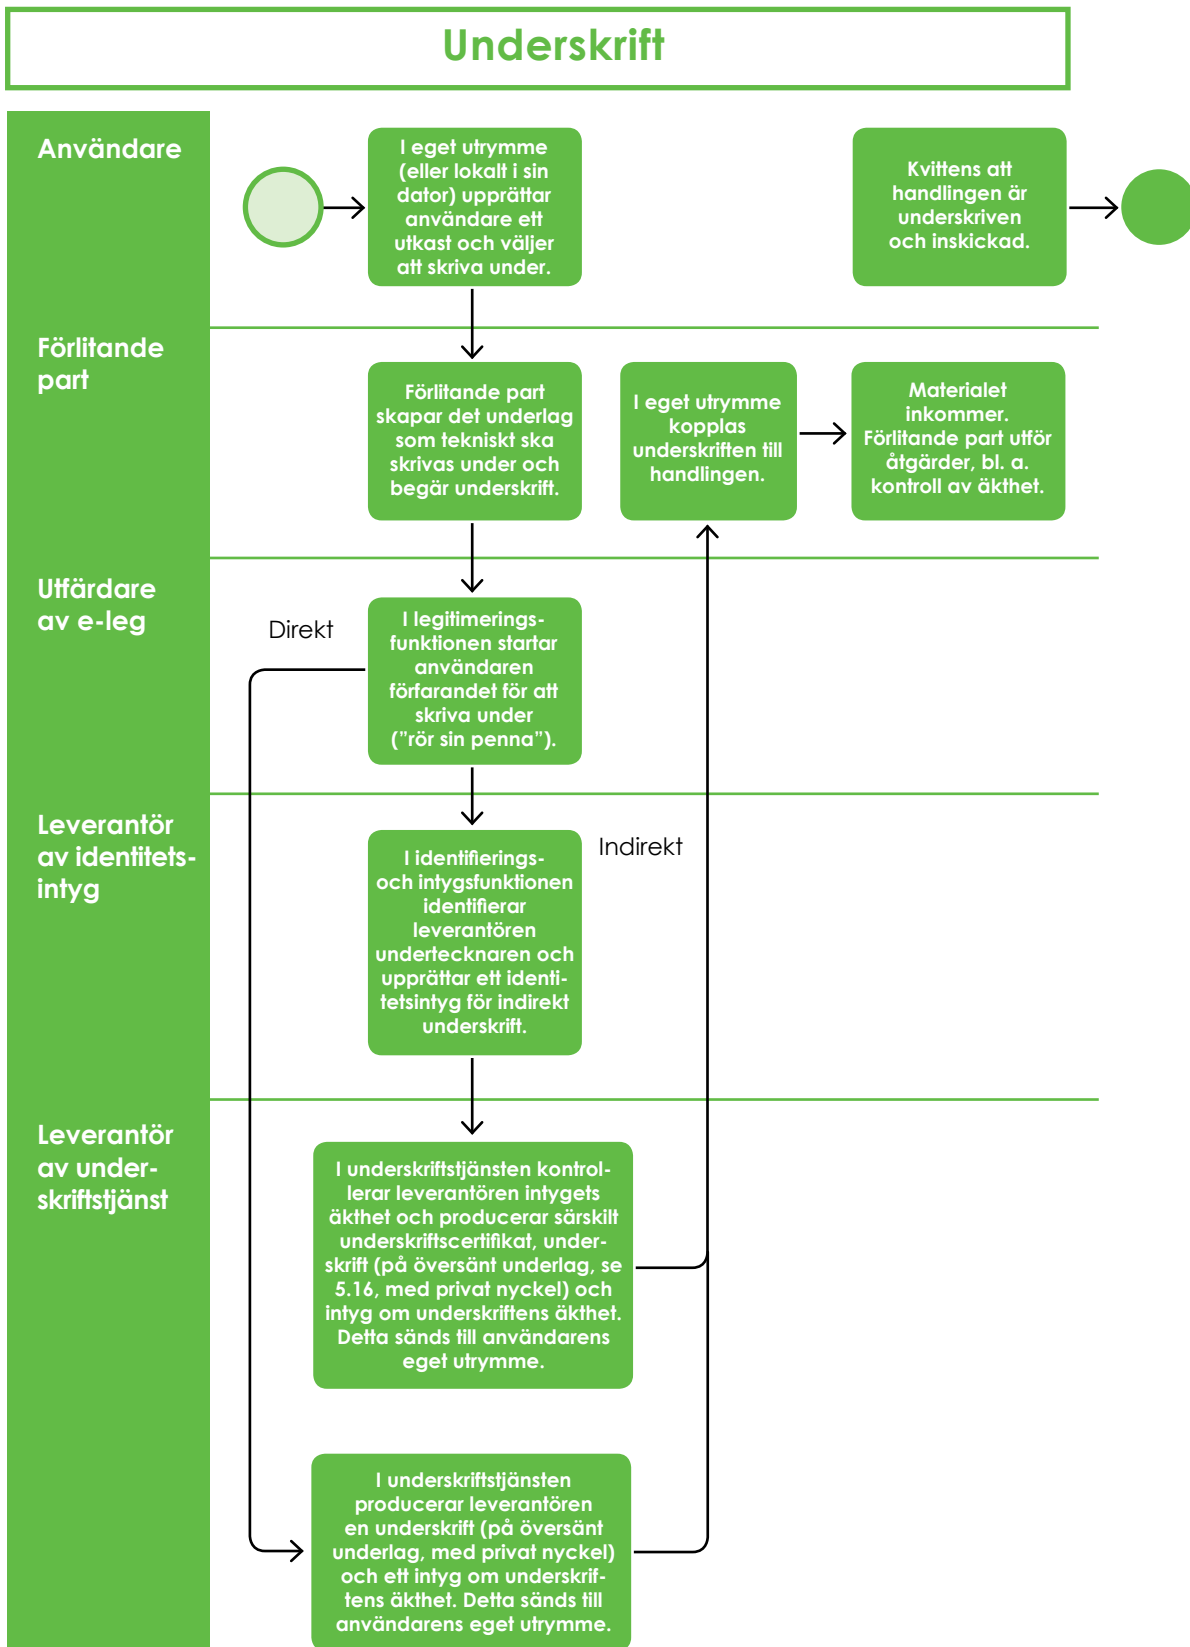 Underskrift
Användare
I eget utrymme
(eller lokalt i sin
dator) upprättar
användare ett
utkast och väljer
att skriva under.
Kvittens att
handlingen är
underskriven
och inskickad.
Förlitande
part
Förlitande part
skapar det underlag
som tekniskt ska
skrivas under och
begär underskrift.
I eget utrymme
kopplas
underskriften till
handlingen.
Materialet
inkommer.
Förlitande part utför
åtgärder, bl. a.
kontroll av äkthet.
Utfärdare
av e-leg
Direkt
I legitimerings-
funktionen startar
användaren
förfarandet för att
skriva under
(”rör sin penna”).
Leverantör
av identitets-
intyg
I identifierings-
och intygsfunktionen
identifierar
leverantören
undertecknaren och
upprättar ett identi-
tetsintyg för indirekt
underskrift.
Indirekt
Leverantör
av under-
skriftstjänst
I underskriftstjänsten kontrol-
lerar leverantören intygets
äkthet och producerar särskilt
underskriftscertifikat, under-
skrift (på översänt underlag, se
5.16, med privat nyckel) och
intyg om underskriftens äkthet.
Detta sänds till användarens
eget utrymme.
I underskriftstjänsten
producerar leverantören
en underskrift (på översänt
underlag, med privat nyckel)
och ett intyg om underskrif-
tens äkthet. Detta sänds till
användarens eget utrymme.